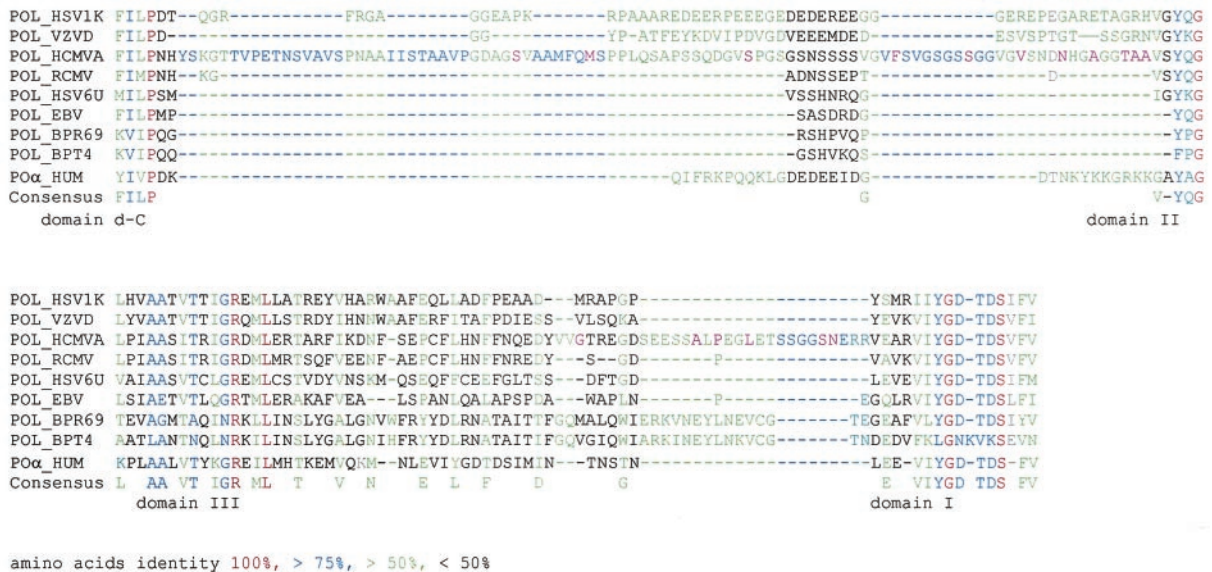 POL_HSV1K FILPDT--QGR------------FRGA------GGEAPK--------RPAAAREDEERPEEEGEDEDEREEGG------------GEREPEGARETAGRHVGYQG
POL_VZVD FILPD-------------------------------GG----------YP-ATFEYKDVIPDVGDVEEMDED-------------ESVSPTGT--SSGRNVGYKG
POL_HCMVA FILPNHYSKGTTVPETNSVAVSPNAAIISTAAVPGDAGSVAAMFQMSPPLQSAPSSQDGVSPGSGSNSSSSVGVFSVGSGSSGGVGVSNDNHGAGGTAAVSYQG
POL_RCMV FIMPNH--KG-------------------------------------------------------ADNSSEPT------------------D---------VSYQG
POL_HSV6U MILPSM-----------------------------------------------------------VSSHNRQG----------------------------IGYKG
POL_EBV FILPMP-----------------------------------------------------------SASDRDG------------------------------YQG
POL_BPR69 KVIPQG-----------------------------------------------------------RSHPVQP------------------------------YPG
POL_BPT4 KVIPQQ-----------------------------------------------------------GSHVKQS------------------------------FPG
POα_HUM YIVPDK------------------------------------------------QIFRKPQQKLGDEDEEIDG-----------------DTNKYKKGRKKGAYAG
Consensus FILP G V-YQG
domain d-C domain II
POL_HSV1K LHVAATVTTIGREMLLATREYVHARWAAFEQLLADFPEAAD--MRAPGP----------------------YSMRIIYGD-TDSIFV
POL_VZVD LYVAATVTTIGRQMLLSTRDYIHNNWAAFERFITAFPDIESS--VLSQKA----------------------YEVKVIYGD-TDSVFI
POL_HCMVA LPIAASITRIGRDMLERTARFIKDNF-SEPCFLHNFFNQEDYVVGTREGDSEESSALPEGLETSSGGSNERRVEARVIYGD-TDSVFV
POL_RCMV LPIAASITRIGRDMLMRTSQFVEENF-AEPCFLHNFFNREDY--S--GD-------P---------------VAVKVIYGD-TDSVFV
POL_HSV6U VAIAASVTCLGREMLCSTVDYVNSKM-QSEQFFCEEFGLTSS--DFTGD-----------------------LEVEVIYGD-TDSIFM
POL_EBV LSIAETVTLQGRTMLERAKAFVEA---LSPANLQALAPSPDA--WAPLN-------P--------------EGQLRVIYGD-TDSLFI
POL_BPR69 TEVAGMTAQINRKLLINSLYGALGNVWFRYYDLRNATAITTFGQMALQWIERKVNEYLNEVCG---------TEGEAFVLYGDTDSIYV
POL_BPT4 AATLANTNQLNRKILINSLYGALGNIHFRYYDLRNATAITIFGQVGIQWIARKINEYLNKVCG---------TNDEDVFKLGNKVKSEVN
POα_HUM KPLAALVTYKGREILMHTKEMVQKM--NLEVIYGDTDSIMIN--TNSTN----------------------LEE-VIYGD-TDS-FV
Consensus L AA VT IGR ML T V N E L F D G E VIYGD TDS FV
domain III domain I
amino acids identity 100%, > 75%, > 50%, < 50%